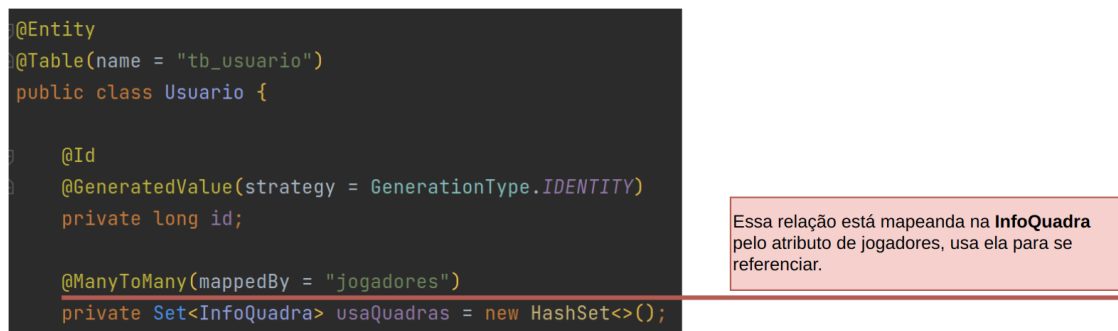 @Entity
@Table(name = "tb_usuario")
public class Usuario {
@Id
@GeneratedValue(strategy = GenerationType.IDENTITY)
private long id;
@ManyToMany(mappedBy = "jogadores")
private Set<InfoQuadra> usaQuadras = new HashSet<>();
Essa relação está mapeanda na InfoQuadra
pelo atributo de jogadores, usa ela para se
referenciar.